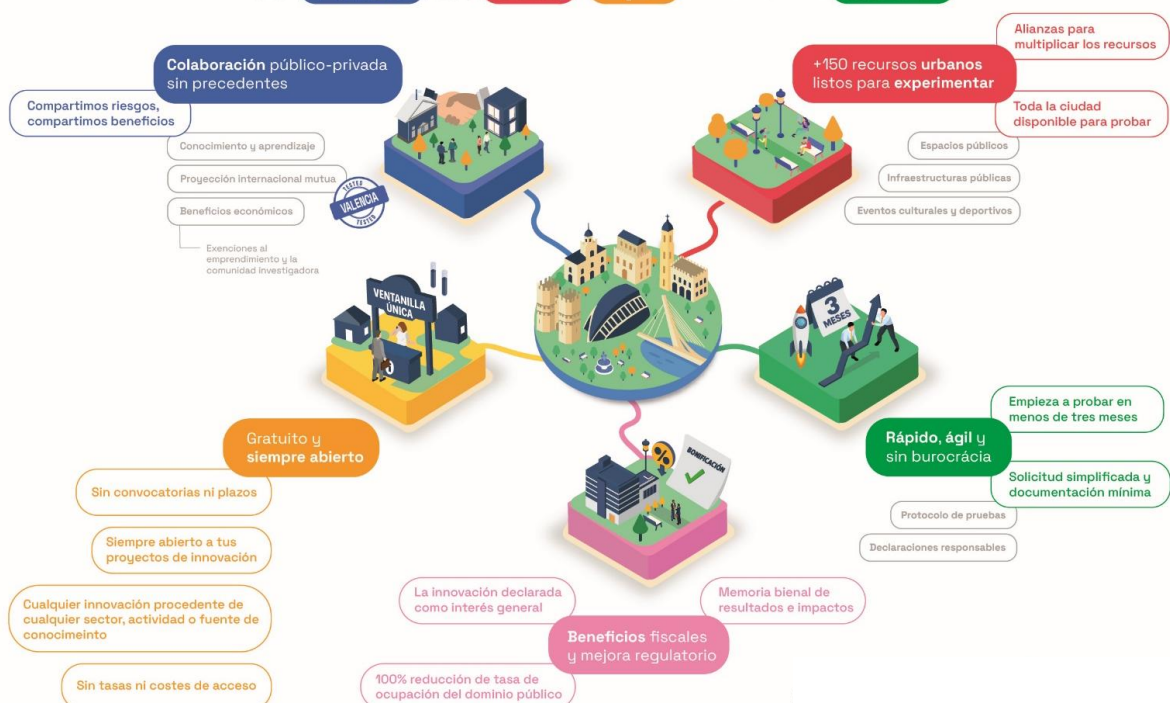 Colaboración público-privada
sin precedentes
Compartimos riesgos,
compartimos beneficios
Conocimiento y aprendizaje
Proyección internacional mutua
Beneficios económicos
Exenciones al
emprendimiento y la
comunidad investigadora
TESTED
VALENCIA
TESTED
+150 recursos urbanos
listos para experimentar
Alianzas para
multiplicar los recursos
Toda la ciudad
disponible para probar
Espacios públicos
Infraestructuras públicas
Eventos culturales y deportivos
VENTANILLA
ÚNICA
Gratuito y
siempre abierto
Sin convocatorias ni plazos
Siempre abierto a tus
proyectos de innovación
Cualquier innovación procedente de
cualquier sector, actividad o fuente de
conocimeinto
Sin tasas ni costes de acceso
3
MESES
Rápido, ágil y
sin burocrácia
Empieza a probar en
menos de tres meses
Solicitud simplificada y
documentación mínima
Protocolo de pruebas
Declaraciones responsables
BONIFICACIÓN
%
La innovación declarada
como interés general
Memoria bienal de
resultados e impactos
Beneficios fiscales
y mejora regulatorio
100% reducción de tasa de
ocupación del dominio público